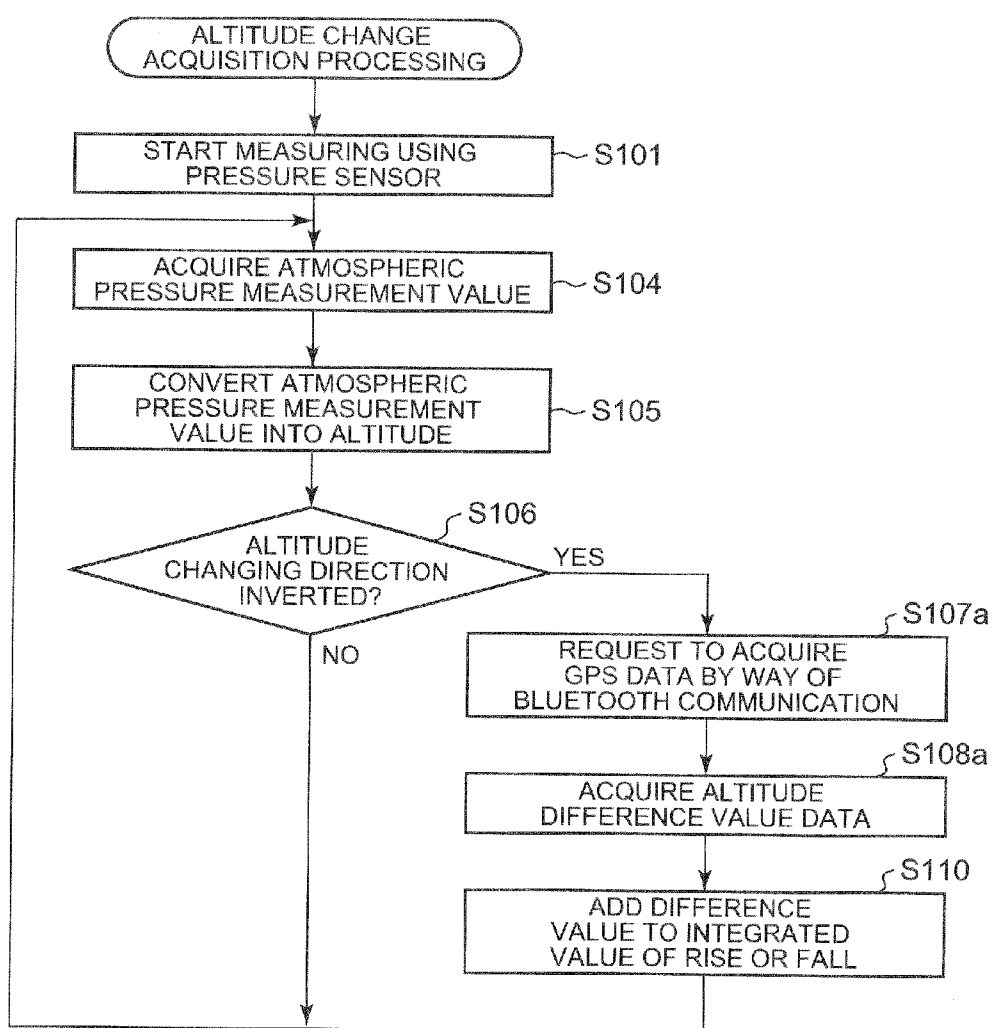 ALTITUDE CHANGE
ACQUISITION PROCESSING
START MEASURING USING
PRESSURE SENSOR
S101
ACQUIRE ATMOSPHERIC
PRESSURE MEASUREMENT VALUE
S104
CONVERT ATMOSPHERIC
PRESSURE MEASUREMENT
VALUE INTO ALTITUDE
S105
S106
ALTITUDE
CHANGING DIRECTION
INVERTED?
YES
NO
S107a
REQUEST TO ACQUIRE
GPS DATA BY WAY OF
BLUETOOTH COMMUNICATION
S108a
ACQUIRE ALTITUDE
DIFFERENCE VALUE DATA
S110
ADD DIFFERENCE
VALUE TO INTEGRATED
VALUE OF RISE OR FALL